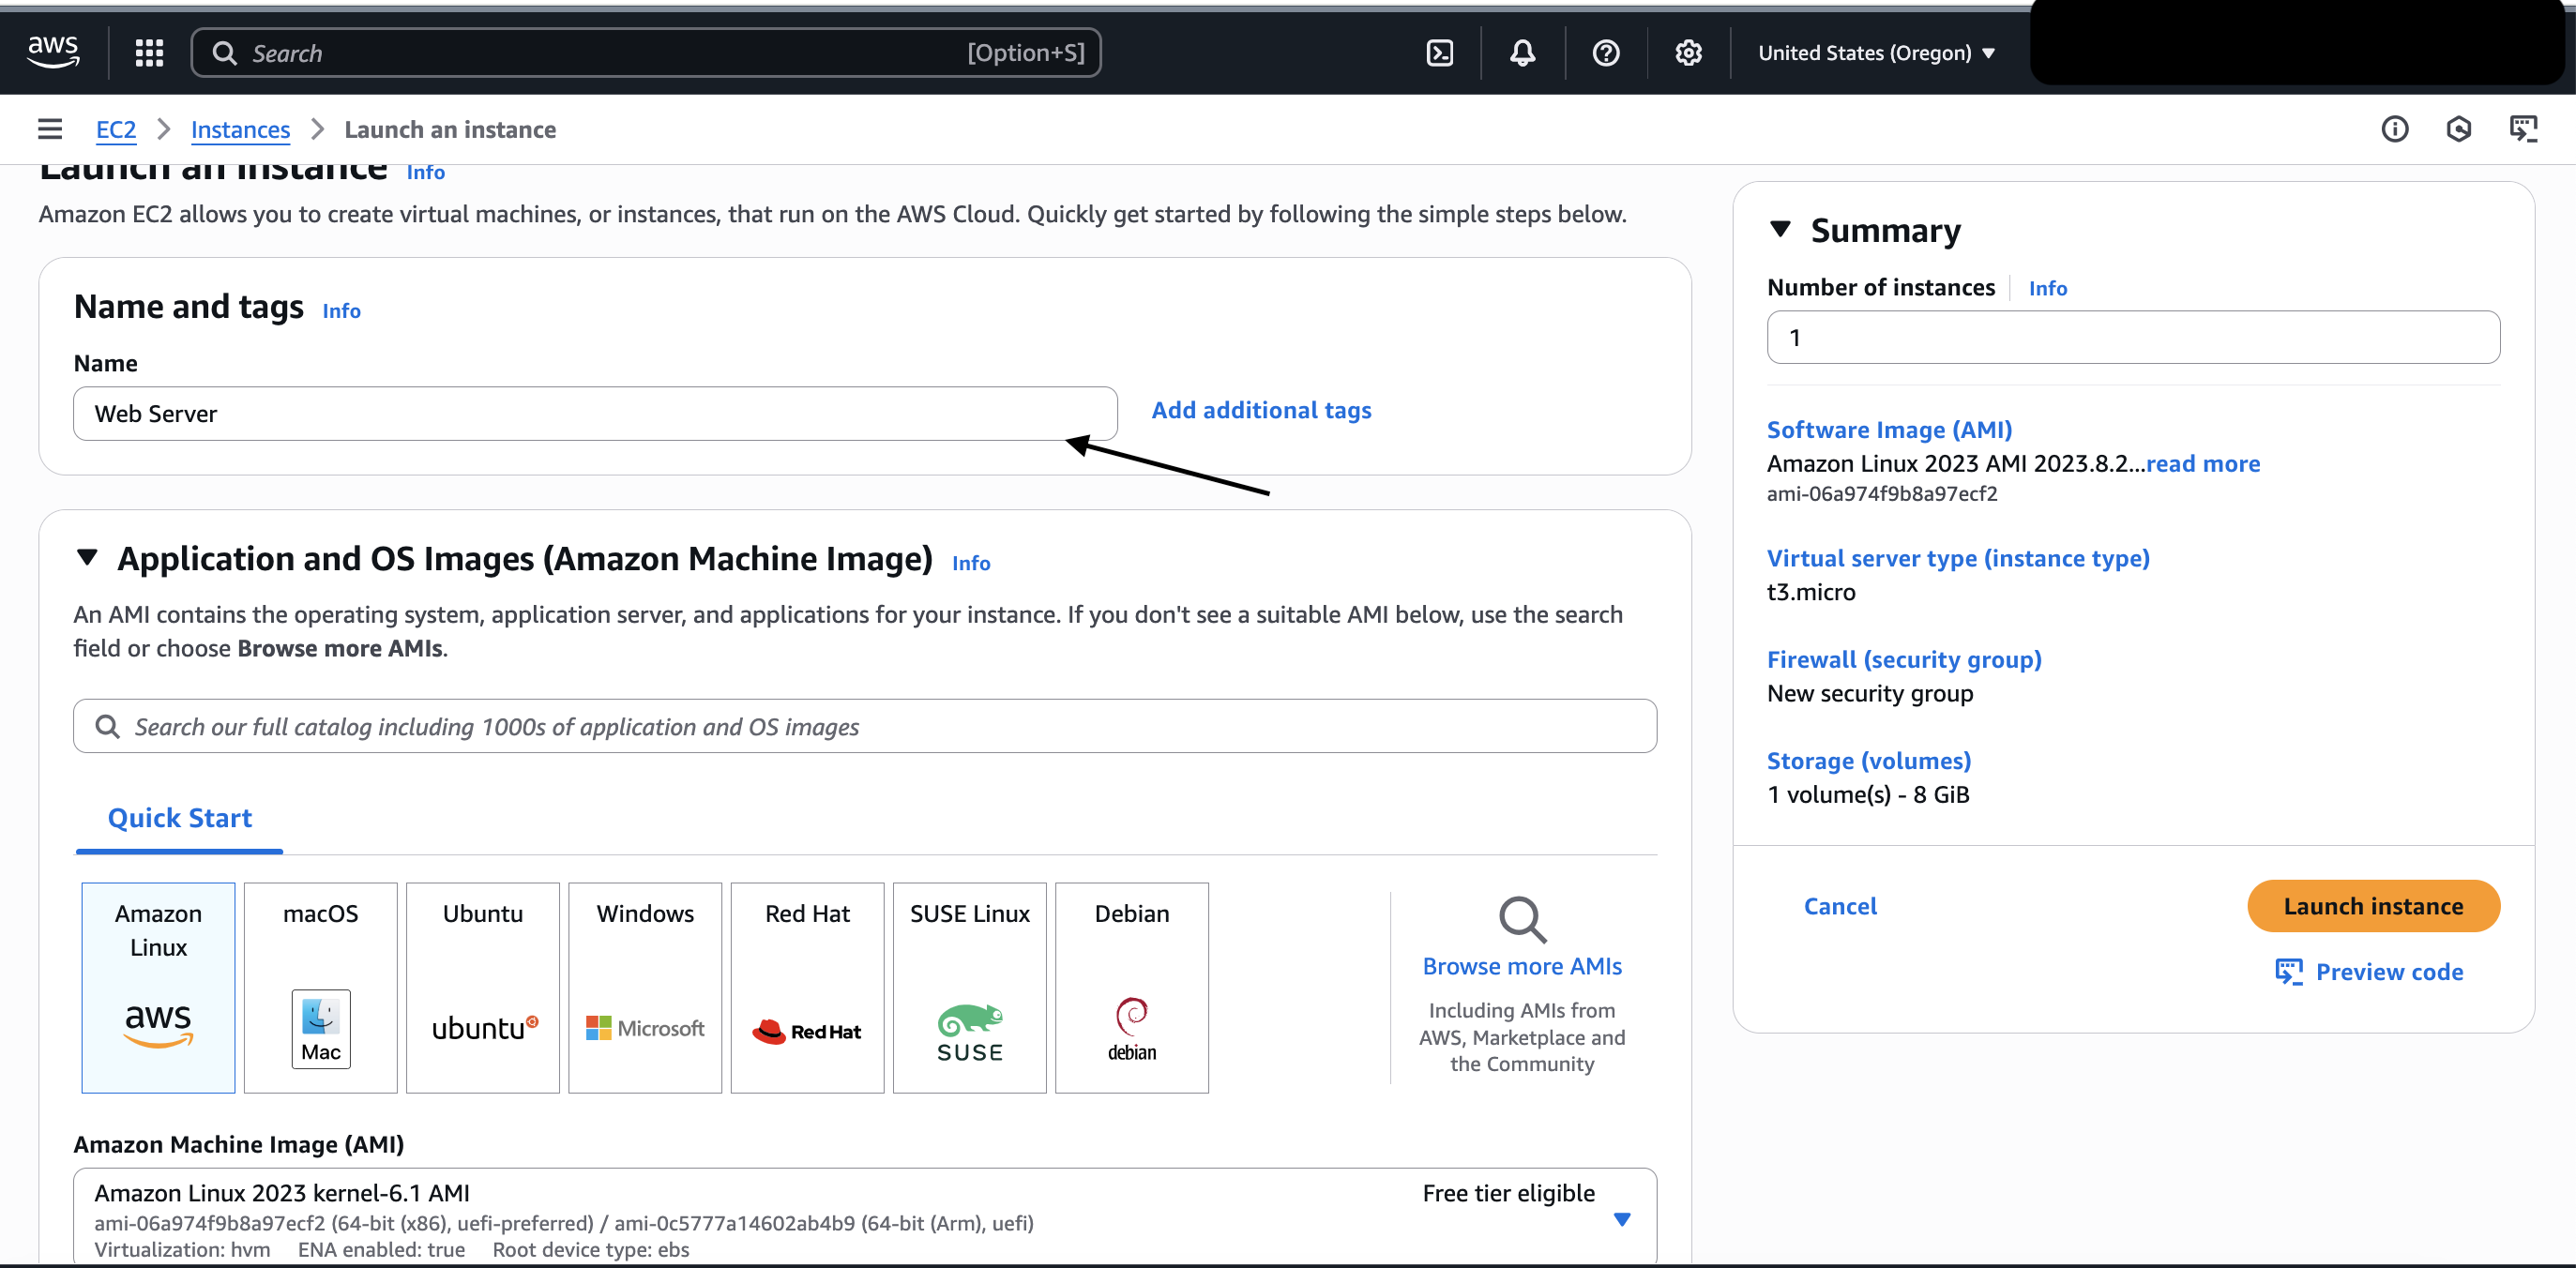 aws
Search
[Option+S]
United States (Oregon)
EC2
Instances
Launch an instance
Launch an instance Info
Amazon EC2 allows you to create virtual machines, or instances, that run on the AWS Cloud. Quickly get started by following the simple steps below.
Name and tags Info
Name
Web Server
Add additional tags
Application and OS Images (Amazon Machine Image) Info
An AMI contains the operating system, application server, and applications for your instance. If you don't see a suitable AMI below, use the search
field or choose Browse more AMIs.
Search our full catalog including 1000s of application and OS images
Quick Start
Amazon
Linux
aws
macOS
Mac
Ubuntu
ubuntu
Windows
Microsoft
Red Hat
Red Hat
SUSE Linux
SUSE
Debian
debian
Browse more AMIs
Including AMIs from
AWS, Marketplace and
the Community
Amazon Machine Image (AMI)
Amazon Linux 2023 kernel-6.1 AMI
Free tier eligible
ami-06a974f9b8a97ecf2 (64-bit (x86), uefi-preferred) / ami-0c5777a14602ab4b9 (64-bit (Arm), uefi)
Virtualization: hvm ENA enabled: true Root device type: ebs
Summary
Number of instances Info
1
Software Image (AMI)
Amazon Linux 2023 AMI 2023.8.2...read more
ami-06a974f9b8a97ecf2
Virtual server type (instance type)
t3.micro
Firewall (security group)
New security group
Storage (volumes)
1 volume(s) - 8 GiB
Cancel
Launch instance
Preview code